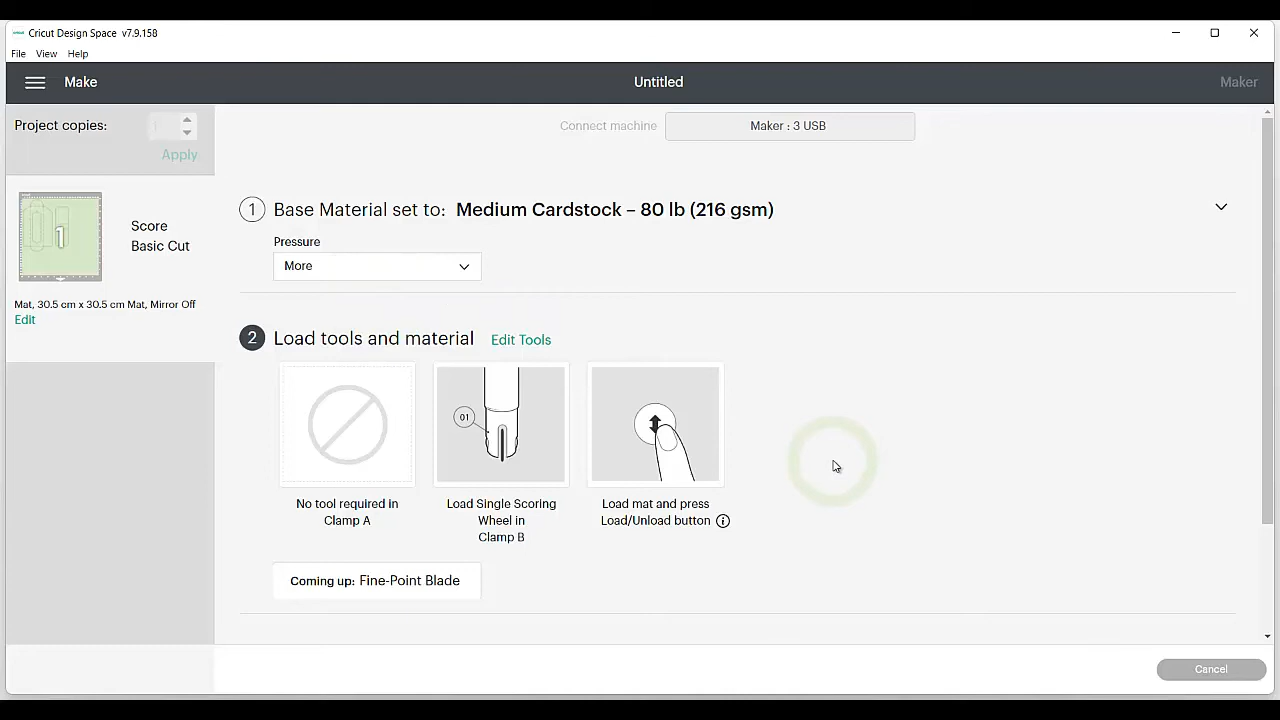 Cricut Design Space v7.9.158
File View Help
Make
Untitled
Maker
Project copies:
1
Apply
Connect machine
Maker : 3 USB
1
Score
Basic Cut
Mat, 30.5 cm x 30.5 cm Mat, Mirror Off
Edit
1 Base Material set to: Medium Cardstock – 80 lb (216 gsm)
Pressure
More
2 Load tools and material Edit Tools
01
No tool required in
Clamp A
Load Single Scoring
Wheel in
Clamp B
Load mat and press
Load/Unload button
Coming up: Fine-Point Blade
Cancel